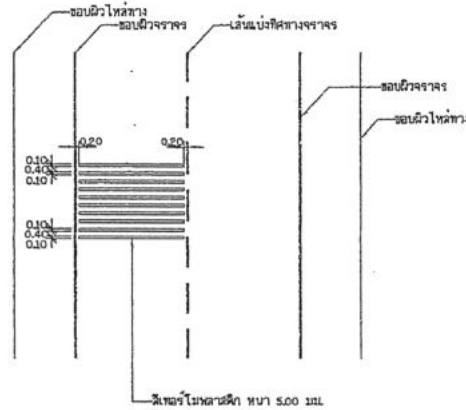 ขอบผิวไหล่ทาง
ขอบผิวจราจร
เส้นแบ่งทิศทางจราจร
ขอบผิวจราจร
ขอบผิวไหล่ทาง
0.20
0.20
0.10
0.40
0.10
0.10
0.40
0.10
สีเทอร์โมพลาสติก หนา 5.00 มม.